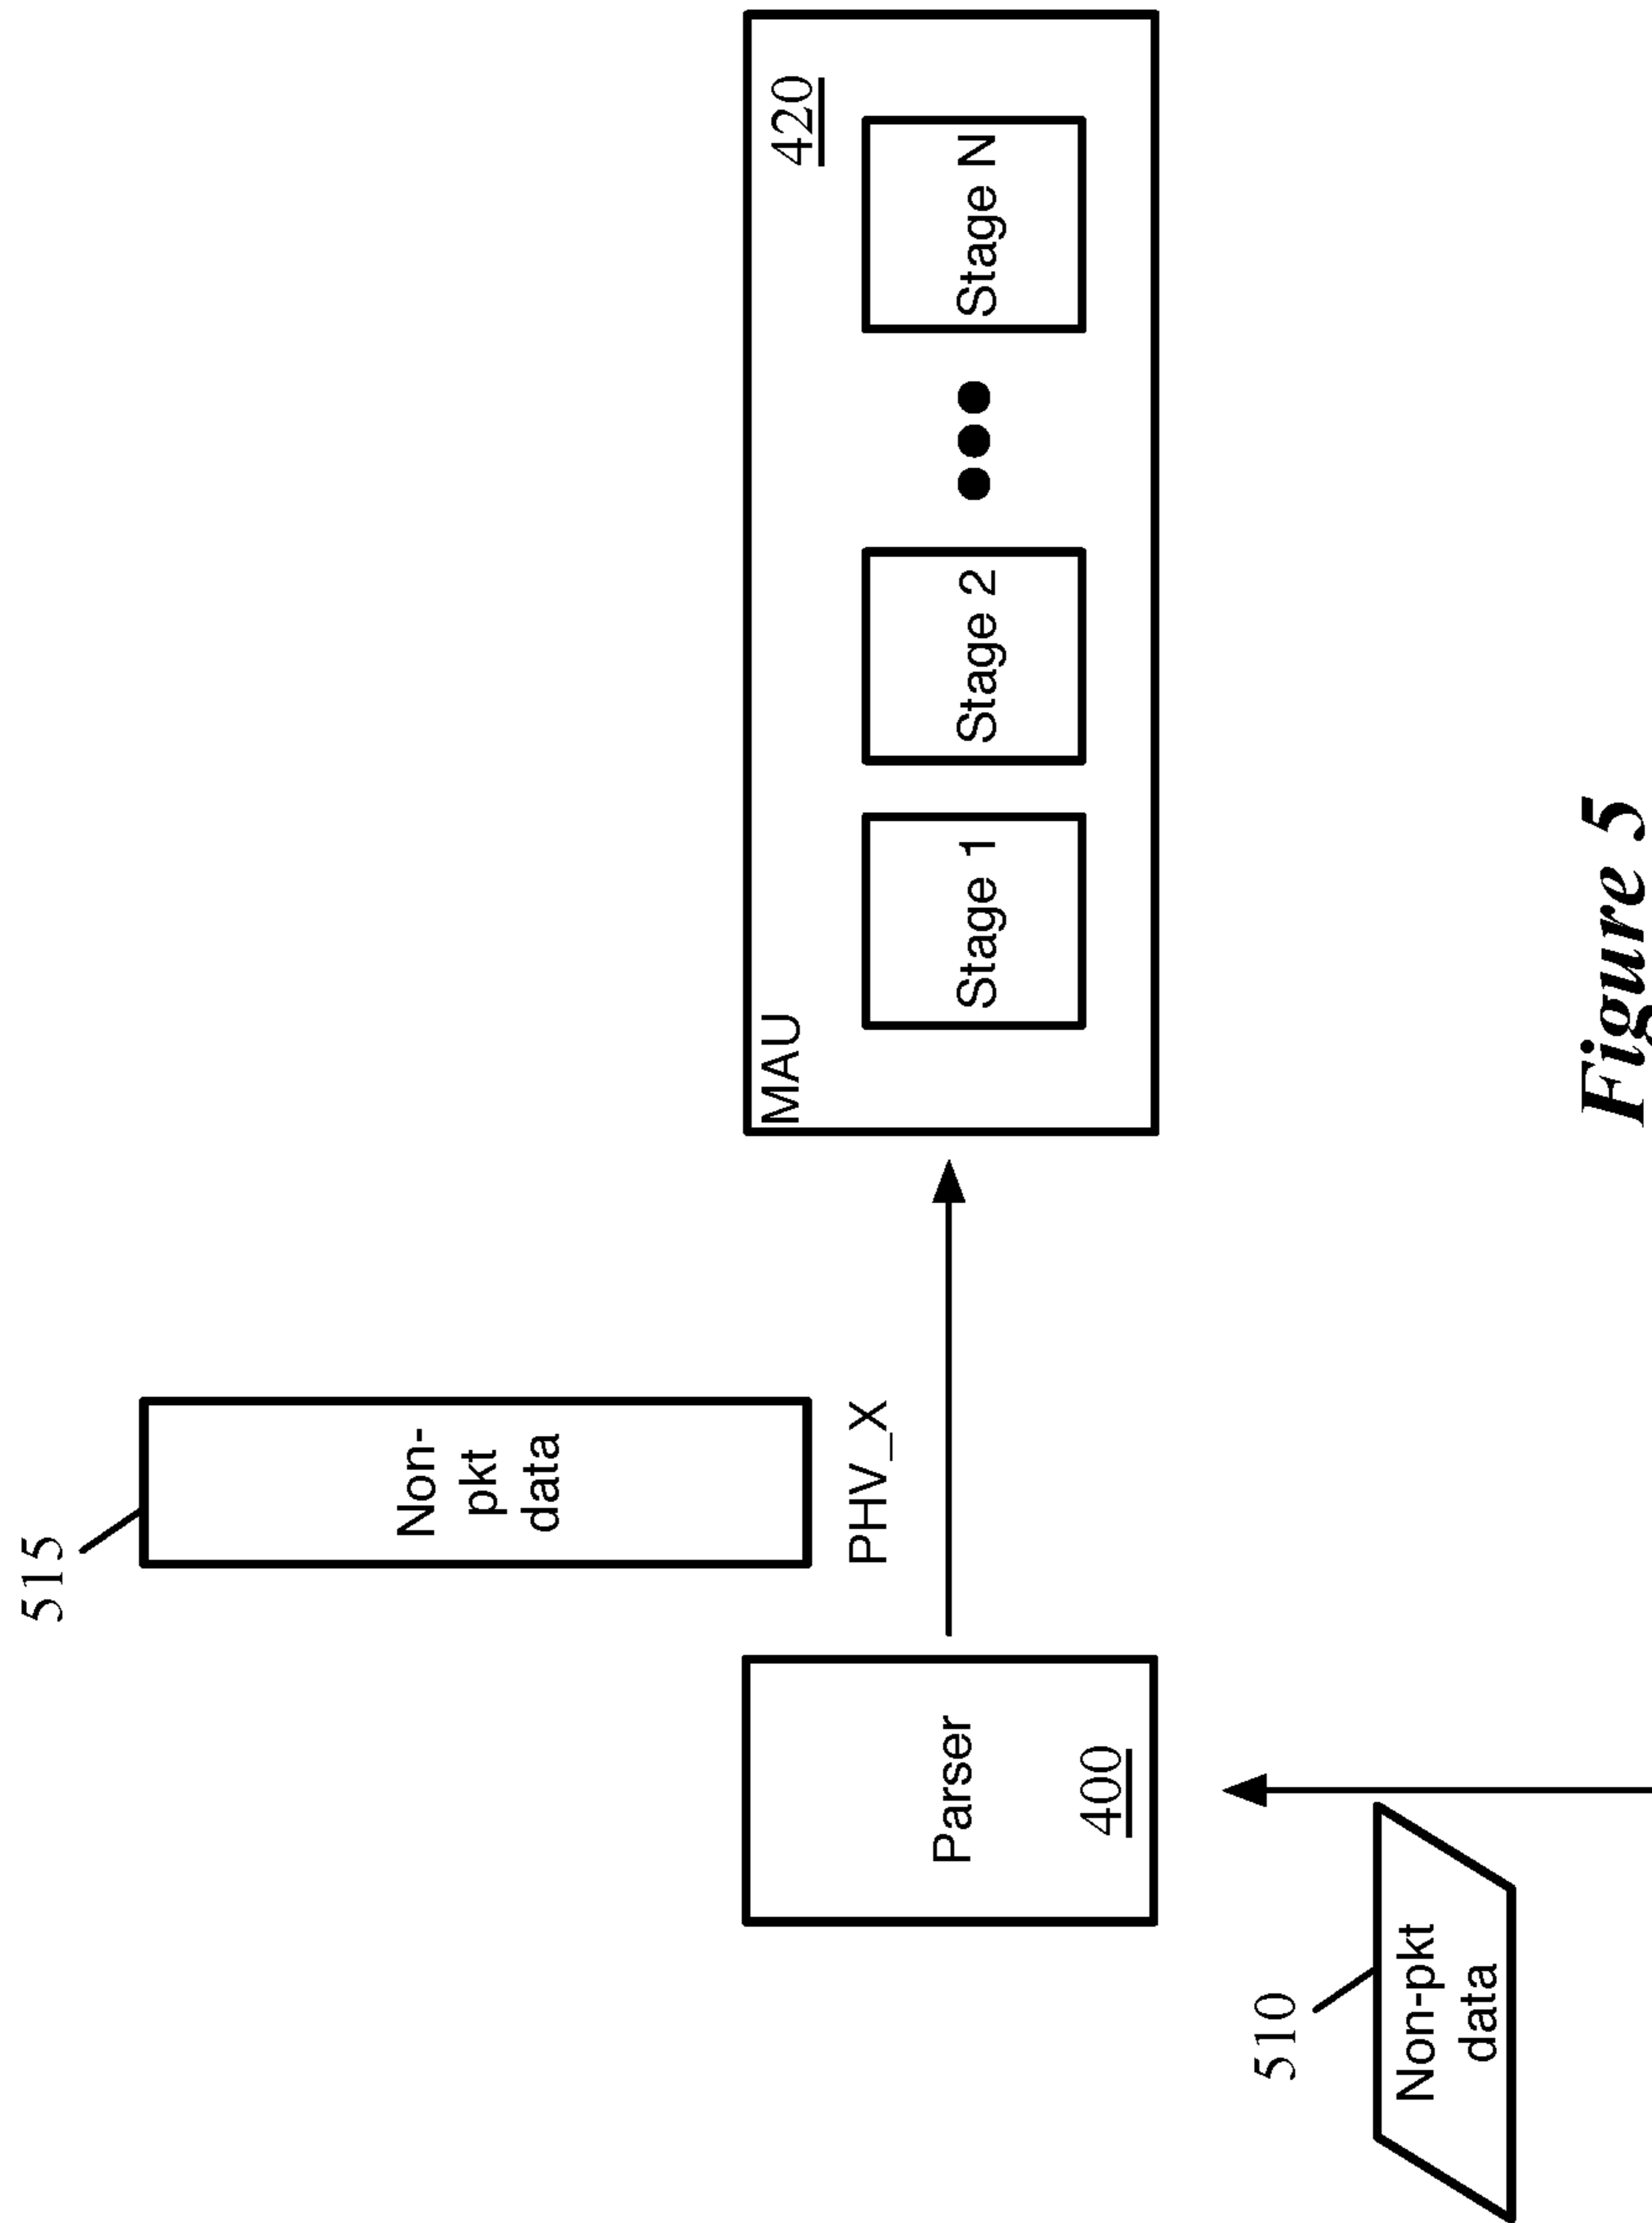 515
Non-
pkt
data
PHV_X
MAU
420
Stage 1
Stage 2
Stage N
Parser
400
510
Non-pkt
data
Figure 5